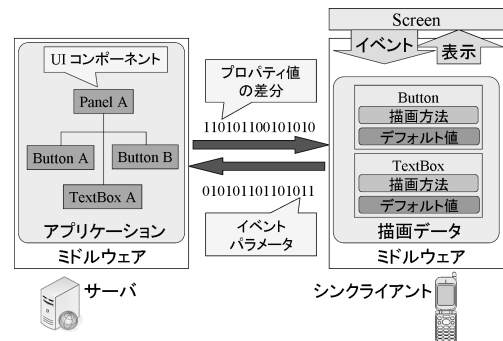 UI コンポーネント
Panel A
Button A
Button B
TextBox A
アプリケーション
ミドルウェア
サーバ
プロパティ値
の差分
110101100101010
010101101101011
イベント
パラメータ
Screen
イベント
表示
Button
描画方法
デフォルト値
TextBox
描画方法
デフォルト値
描画データ
ミドルウェア
シンクライアント